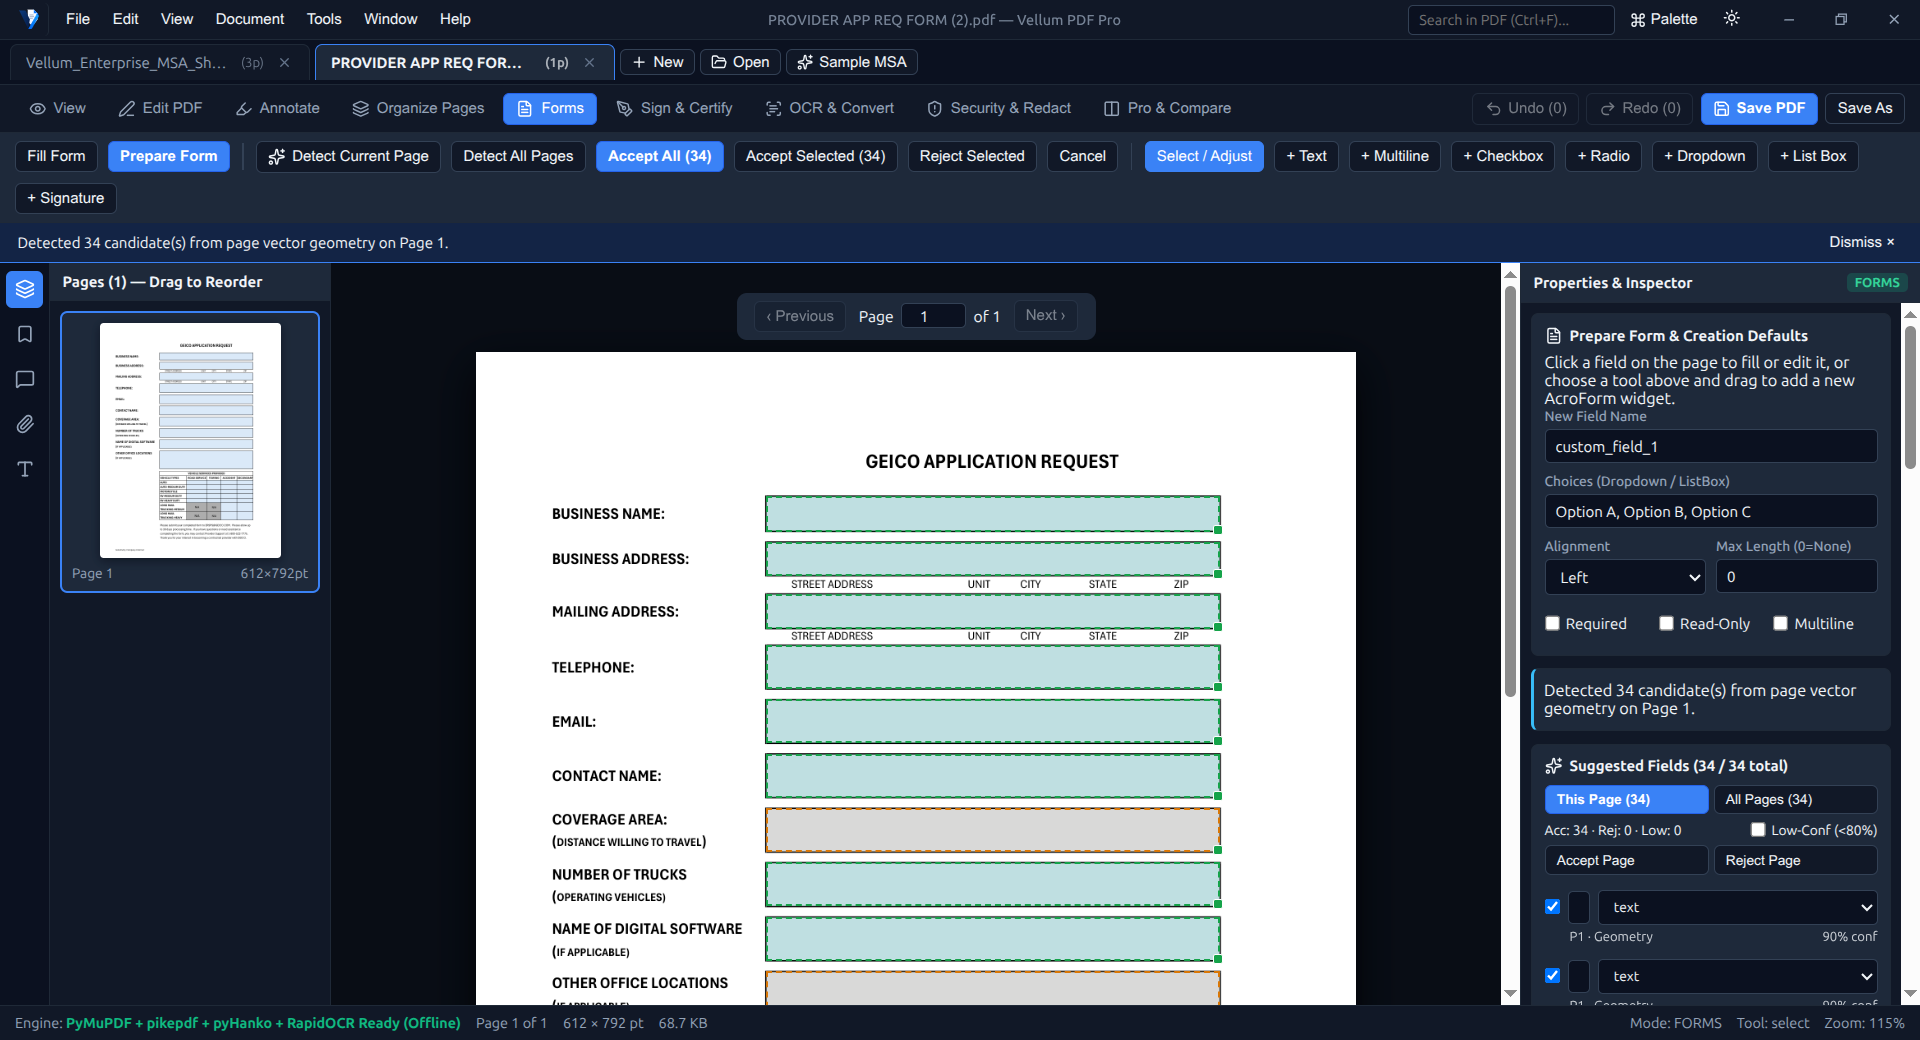 File Edit View Document Tools Window Help
PROVIDER APP REQ FORM (2).pdf — Vellum PDF Pro
Search in PDF (Ctrl+F)...
⌘ Palette
Vellum_Enterprise_MSA_Sh... (3p) ×
PROVIDER APP REQ FOR... (1p) ×
+ New
Open
Sample MSA
View Edit PDF Annotate Organize Pages Forms Sign & Certify OCR & Convert Security & Redact Pro & Compare
Undo (0) Redo (0) Save PDF Save As
Fill Form Prepare Form Detect Current Page Detect All Pages Accept All (34) Accept Selected (34) Reject Selected Cancel Select / Adjust + Text + Multiline + Checkbox + Radio + Dropdown + List Box
+ Signature
Detected 34 candidate(s) from page vector geometry on Page 1.
Dismiss ×
Pages (1) — Drag to Reorder
GEICO APPLICATION REQUEST
Page 1 612×792pt
‹ Previous Page 1 of 1 Next ›
GEICO APPLICATION REQUEST
BUSINESS NAME:
BUSINESS ADDRESS:
STREET ADDRESS UNIT CITY STATE ZIP
MAILING ADDRESS:
STREET ADDRESS UNIT CITY STATE ZIP
TELEPHONE:
EMAIL:
CONTACT NAME:
COVERAGE AREA:
(DISTANCE WILLING TO TRAVEL)
NUMBER OF TRUCKS
(OPERATING VEHICLES)
NAME OF DIGITAL SOFTWARE
(IF APPLICABLE)
OTHER OFFICE LOCATIONS
(IF APPLICABLE)
Properties & Inspector FORMS
Prepare Form & Creation Defaults
Click a field on the page to fill or edit it, or
choose a tool above and drag to add a new
AcroForm widget.
New Field Name
custom_field_1
Choices (Dropdown / ListBox)
Option A, Option B, Option C
Alignment Max Length (0=None)
Left 0
Required Read-Only Multiline
Detected 34 candidate(s) from page vector
geometry on Page 1.
Suggested Fields (34 / 34 total)
This Page (34) All Pages (34)
Acc: 34 · Rej: 0 · Low: 0 Low-Conf (<80%)
Accept Page Reject Page
text
P1 · Geometry 90% conf
text
P1 · Geometry 90% conf
Engine: PyMuPDF + pikepdf + pyHanko + RapidOCR Ready (Offline) Page 1 of 1 612 × 792 pt 68.7 KB
Mode: FORMS Tool: select Zoom: 115%